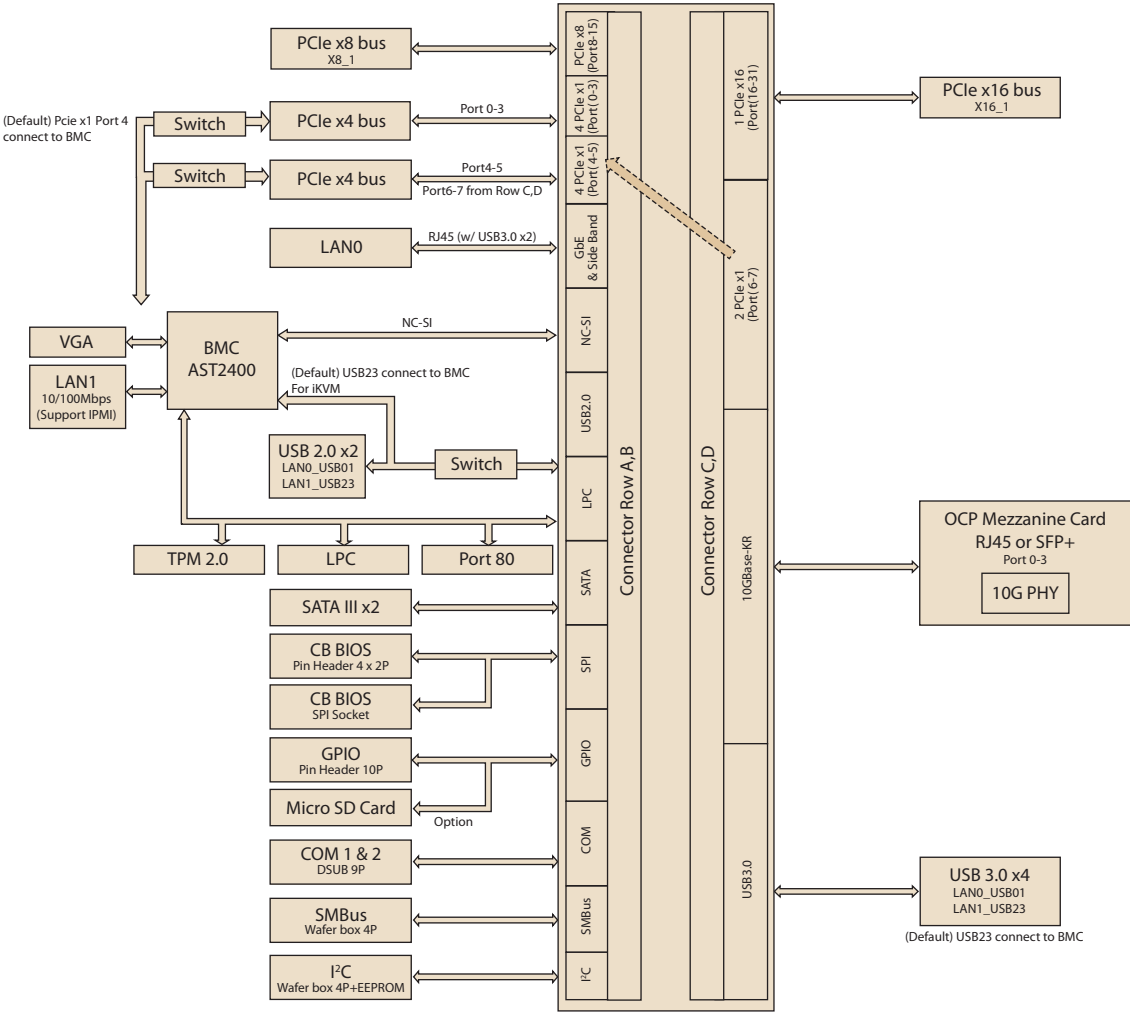 PCIe x8 bus
X8_1
(Default) Pcie x1 Port 4
connect to BMC
Switch
PCIe x4 bus
Port 0-3
Switch
PCIe x4 bus
Port4-5
Port6-7 from Row C,D
LAN0
RJ45 (w/ USB3.0 x2)
VGA
LAN1
10/100Mbps
(Support IPMI)
BMC
AST2400
NC-SI
(Default) USB23 connect to BMC
For iKVM
USB 2.0 x2
LAN0_USB01
LAN1_USB23
Switch
TPM 2.0
LPC
Port 80
SATA III x2
CB BIOS
Pin Header 4 x 2P
CB BIOS
SPI Socket
GPIO
Pin Header 10P
Micro SD Card
Option
COM 1 & 2
DSUB 9P
SMBus
Wafer box 4P
I²C
Wafer box 4P+EEPROM
PCIe x8
(Port8-15)
4 PCIe x1
(Port(0-3)
4 PCIe x1
(Port(4-5)
GbE
& Side Band
NC-SI
USB2.0
LPC
SATA
SPI
GPIO
COM
SMBus
I²C
Connector Row A,B
Connector Row C,D
1 PCIe x16
(Port(16-31)
2 PCIe x1
(Port(6-7)
10GBase-KR
USB3.0
PCIe x16 bus
X16_1
OCP Mezzanine Card
RJ45 or SFP+
Port 0-3
10G PHY
USB 3.0 x4
LAN0_USB01
LAN1_USB23
(Default) USB23 connect to BMC